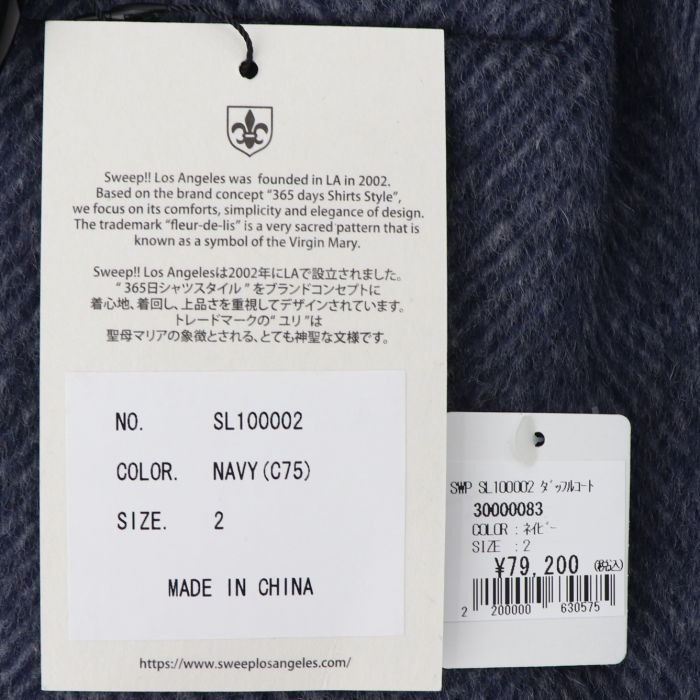 Sweep!! Los Angeles was founded in LA in 2002.
Based on the brand concept "365 days Shirts Style",
we focus on its comforts, simplicity and elegance of design.
The trademark "fleur-de-lis" is a very sacred pattern that is
known as a symbol of the Virgin Mary.
Sweep!! Los Angelesは2002年にLAで設立されました。
"365日シャツスタイル"をブランドコンセプトに
着心地、着回し、上品さを重視してデザインされています。
トレードマークの"ユリ"は
聖母マリアの象徴とされる、とても神聖な文様です。
NO. SL100002
COLOR. NAVY(C75)
SIZE. 2
MADE IN CHINA
https://www.sweeplosangeles.com/
SWP SL100002 ﾀﾞｯﾌﾙｺｰﾄ
30000083
COLOR :ﾈｲﾋﾞｰ
SIZE :2
¥79,200 (税込)
2 200000 630575